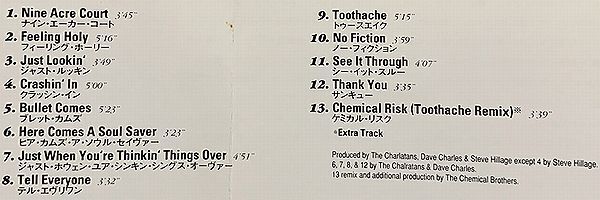 1. Nine Acre Court 3'45"
ナイン・エーカー・コート
2. Feeling Holy 5'16"
フィーリング・ホーリー
3. Just Lookin' 3'49"
ジャスト・ルッキン
4. Crashin' In 5'00"
クラッシン・イン
5. Bullet Comes 5'23"
ブレット・カムズ
6. Here Comes A Soul Saver 3'23"
ヒア・カムズ・ア・ソウル・セイヴァー
7. Just When You're Thinkin' Things Over 4'51"
ジャスト・ホウェン・ユア・シンキン・シングス・オーヴァー
8. Tell Everyone 3'32"
テル・エヴリワン
9. Toothache 5'15"
トゥースエイク
10. No Fiction 3'59"
ノー・フィクション
11. See It Through 4'07"
シー・イット・スルー
12. Thank You 3'35"
サンキュー
13. Chemical Risk (Toothache Remix)※ 3'39"
ケミカル・リスク
※Extra Track
Produced by The Charlatans, Dave Charles & Steve Hillage except 4 by Steve Hillage.
6, 7, 8, & 12 by The Chalratans & Dave Charles.
13 remix and additional production by The Chemical Brothers.